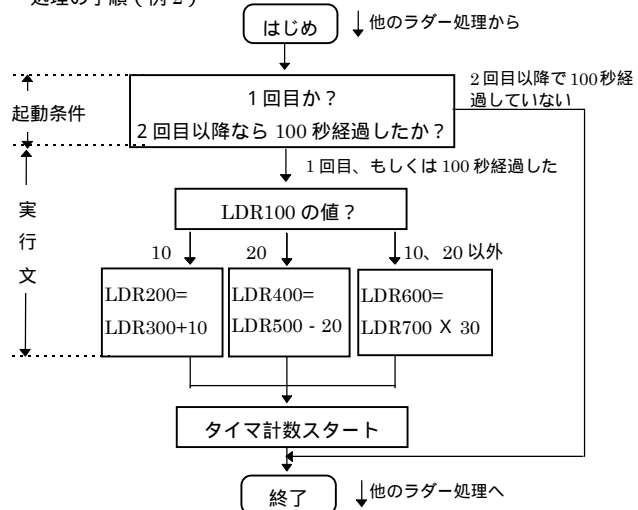 処理の手順(例2)
はじめ
他のラダー処理から
2回目以降で100秒経
過していない
起動条件
1回目か?
2回目以降なら100秒経過したか?
1回目、もしくは100秒経過した
実
行
文
LDR100の値?
10
20
10、20以外
LDR200=
LDR300+10
LDR400=
LDR500 - 20
LDR600=
LDR700 X 30
タイマ計数スタート
終了
他のラダー処理へ